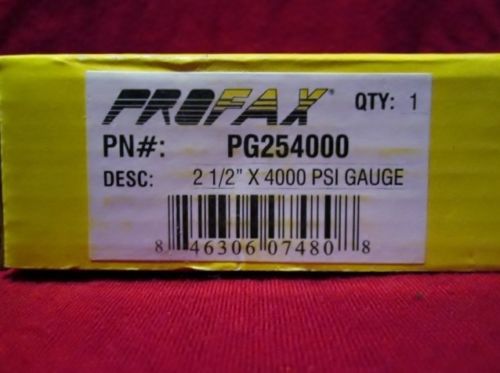 PROFAX® QTY: 1
PN#: PG254000
DESC: 2 1/2" X 4000 PSI GAUGE
8 46306 07480 8